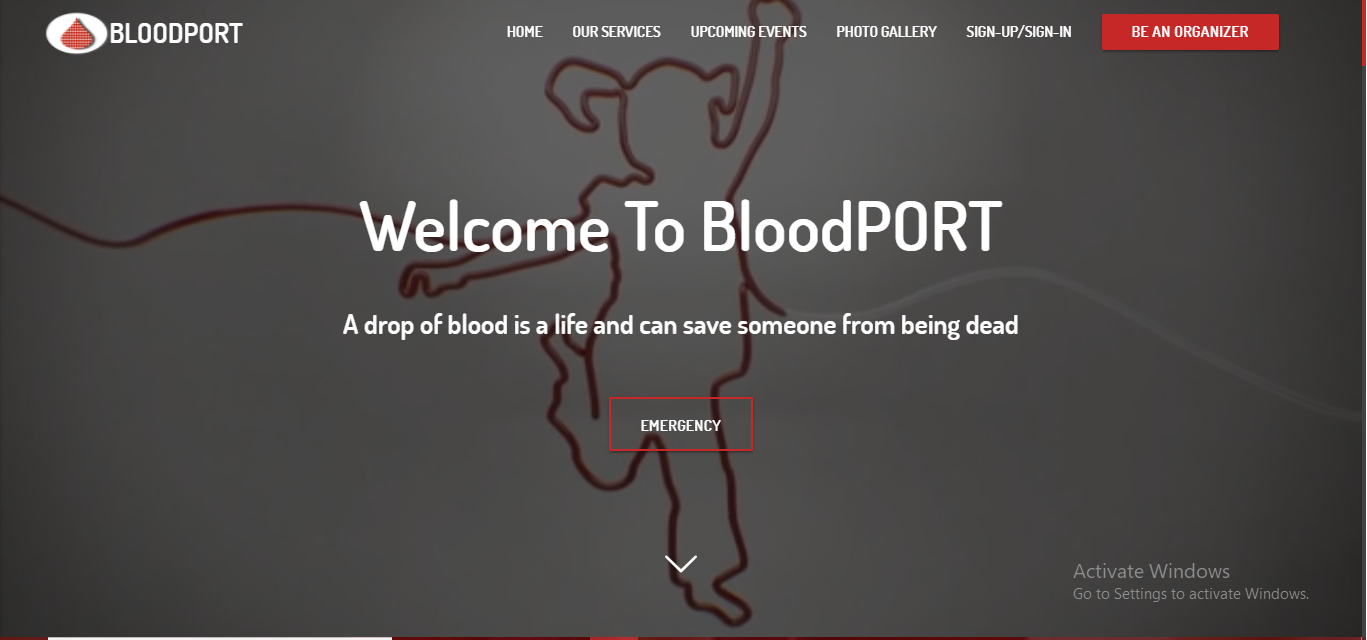 BLOODPORT
HOME OUR SERVICES UPCOMING EVENTS PHOTO GALLERY SIGN-UP/SIGN-IN BE AN ORGANIZER
Welcome To BloodPORT
A drop of blood is a life and can save someone from being dead
EMERGENCY
Activate Windows
Go to Settings to activate Windows.